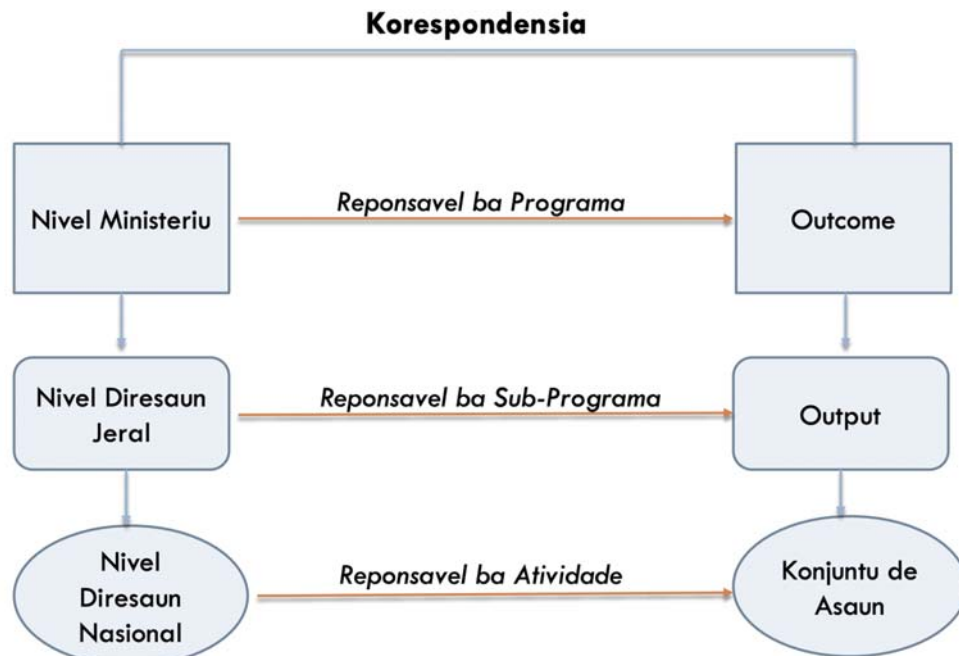 Korespondensia
Nivel Ministeriu
Reponsavel ba Programa
Outcome
Nivel Diresaun
Jeral
Reponsavel ba Sub-Programa
Output
Nivel
Diresaun
Nasional
Reponsavel ba Atividade
Konjuntu de
Asaun